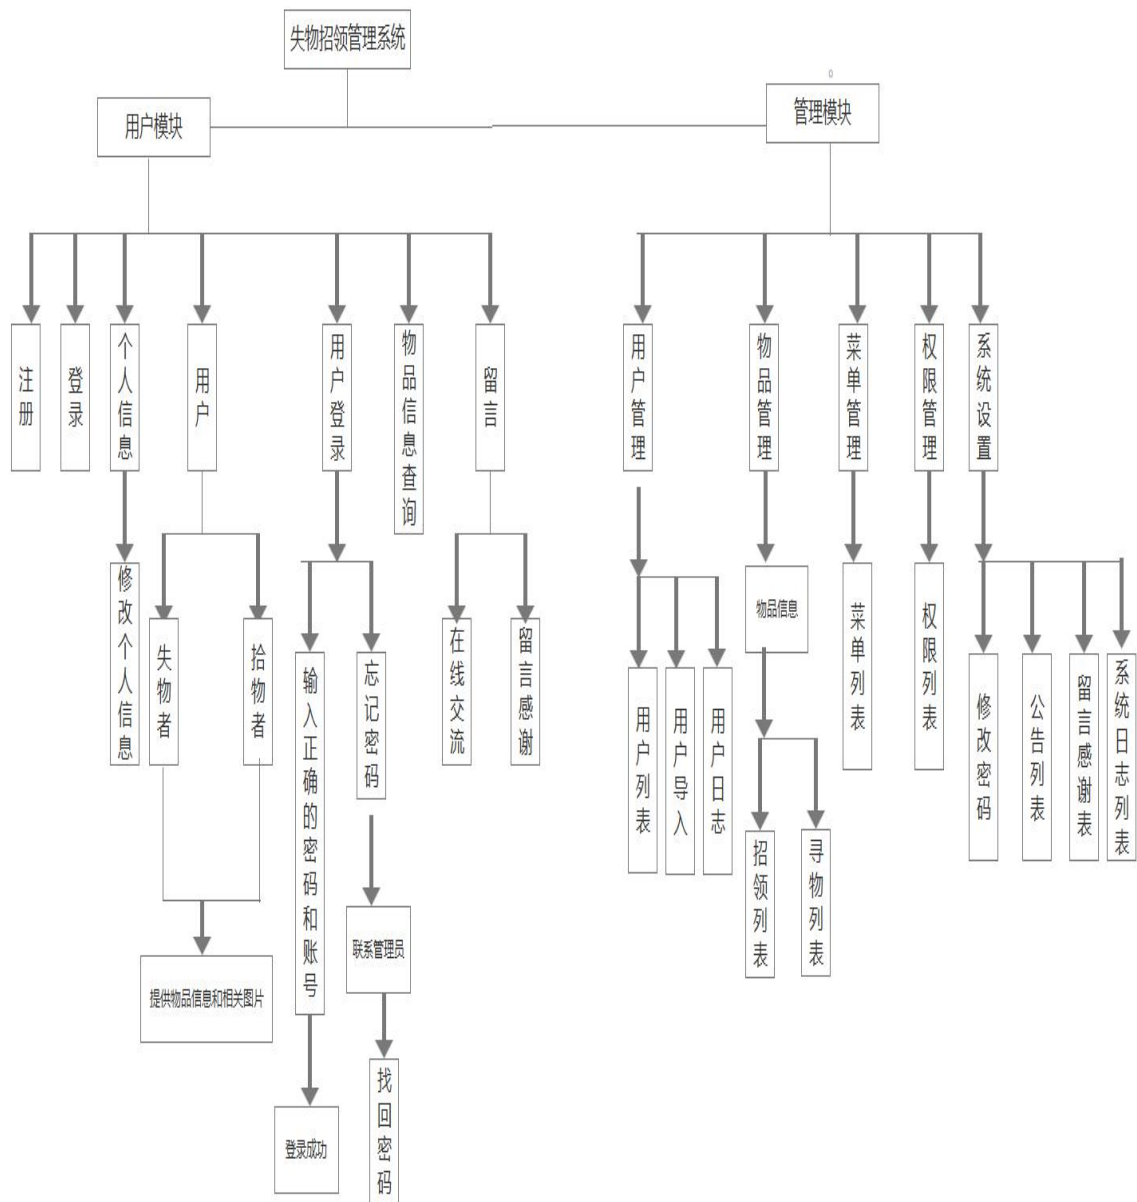 失物招领管理系统
用户模块
管理模块
注册
登录
个人信息
用户
用户登录
物品信息查询
留言
用户管理
物品管理
菜单管理
权限管理
系统设置
修改个人信息
失物者
拾物者
输入正确的密码和账号
忘记密码
在线交流
留言感谢
用户列表
用户导入
用户日志
物品信息
菜单列表
权限列表
修改密码
公告列表
留言感谢表
系统日志列表
招领列表
寻物列表
提供物品信息和相关图片
联系管理员
登录成功
找回密码